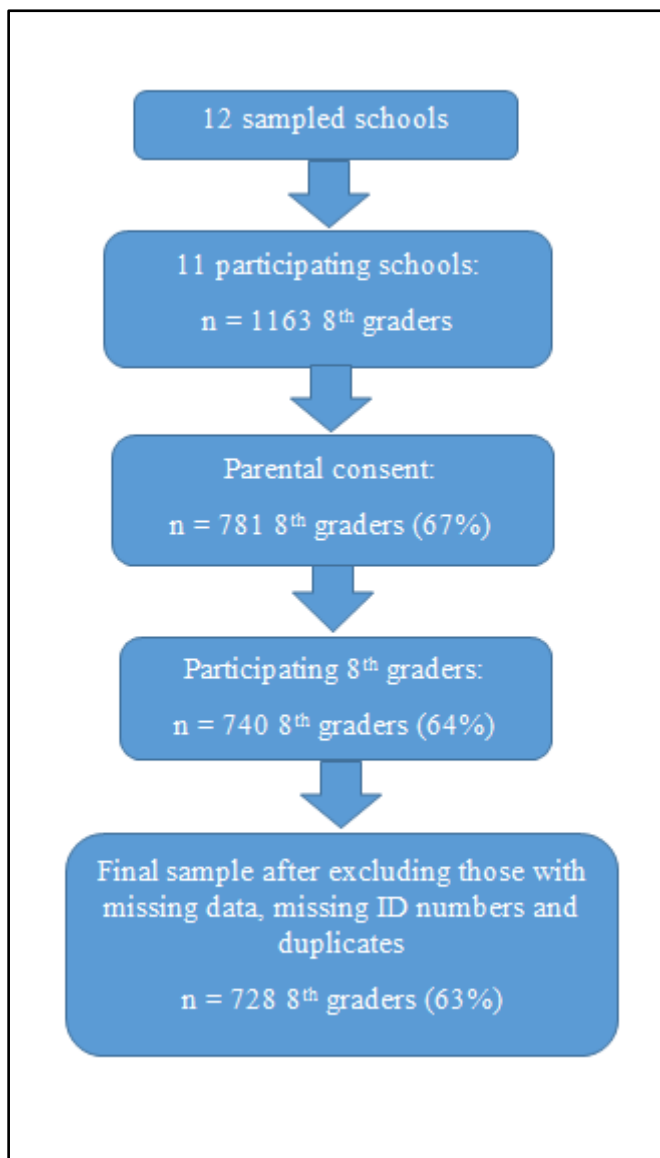 12 sampled schools
11 participating schools:
n = 1163 8th graders
Parental consent:
n = 781 8th graders (67%)
Participating 8th graders:
n = 740 8th graders (64%)
Final sample after excluding those with
missing data, missing ID numbers and
duplicates
n = 728 8th graders (63%)